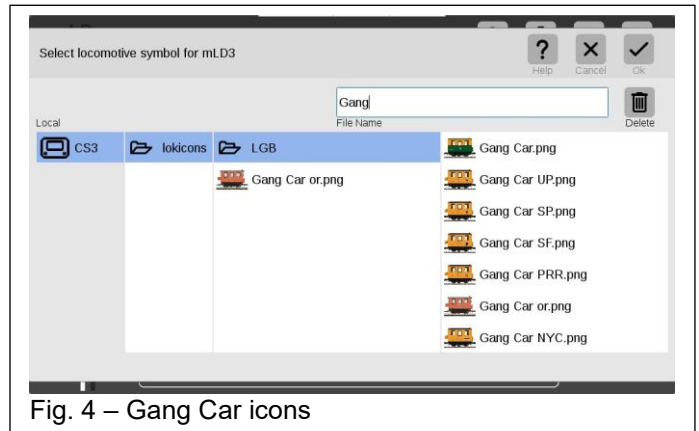 Select locomotive symbol for mLD3
?
Help
Cancel
Ok
Gang
Local
File Name
Delete
CS3
lokicons
LGB
Gang Car or.png
Gang Car.png
Gang Car UP.png
Gang Car SP.png
Gang Car SF.png
Gang Car PRR.png
Gang Car or.png
Gang Car NYC.png
Fig. 4 – Gang Car icons